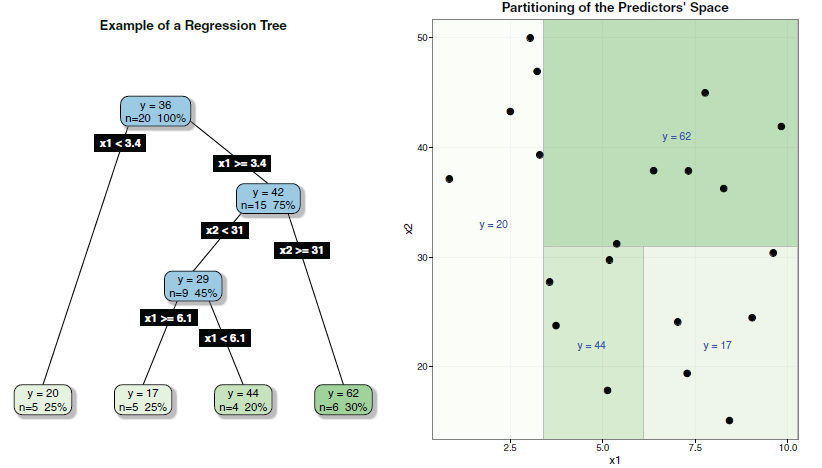 Example of a Regression Tree
y = 36
n=20 100%
x1 < 3.4
x1 >= 3.4
y = 42
n=15 75%
x2 < 31
x2 >= 31
y = 29
n=9 45%
x1 >= 6.1
x1 < 6.1
y = 20
n=5 25%
y = 17
n=5 25%
y = 44
n=4 20%
y = 62
n=6 30%
Partitioning of the Predictors' Space
50
40
30
20
x2
y = 62
y = 20
y = 44
y = 17
2.5
5.0
7.5
10.0
x1